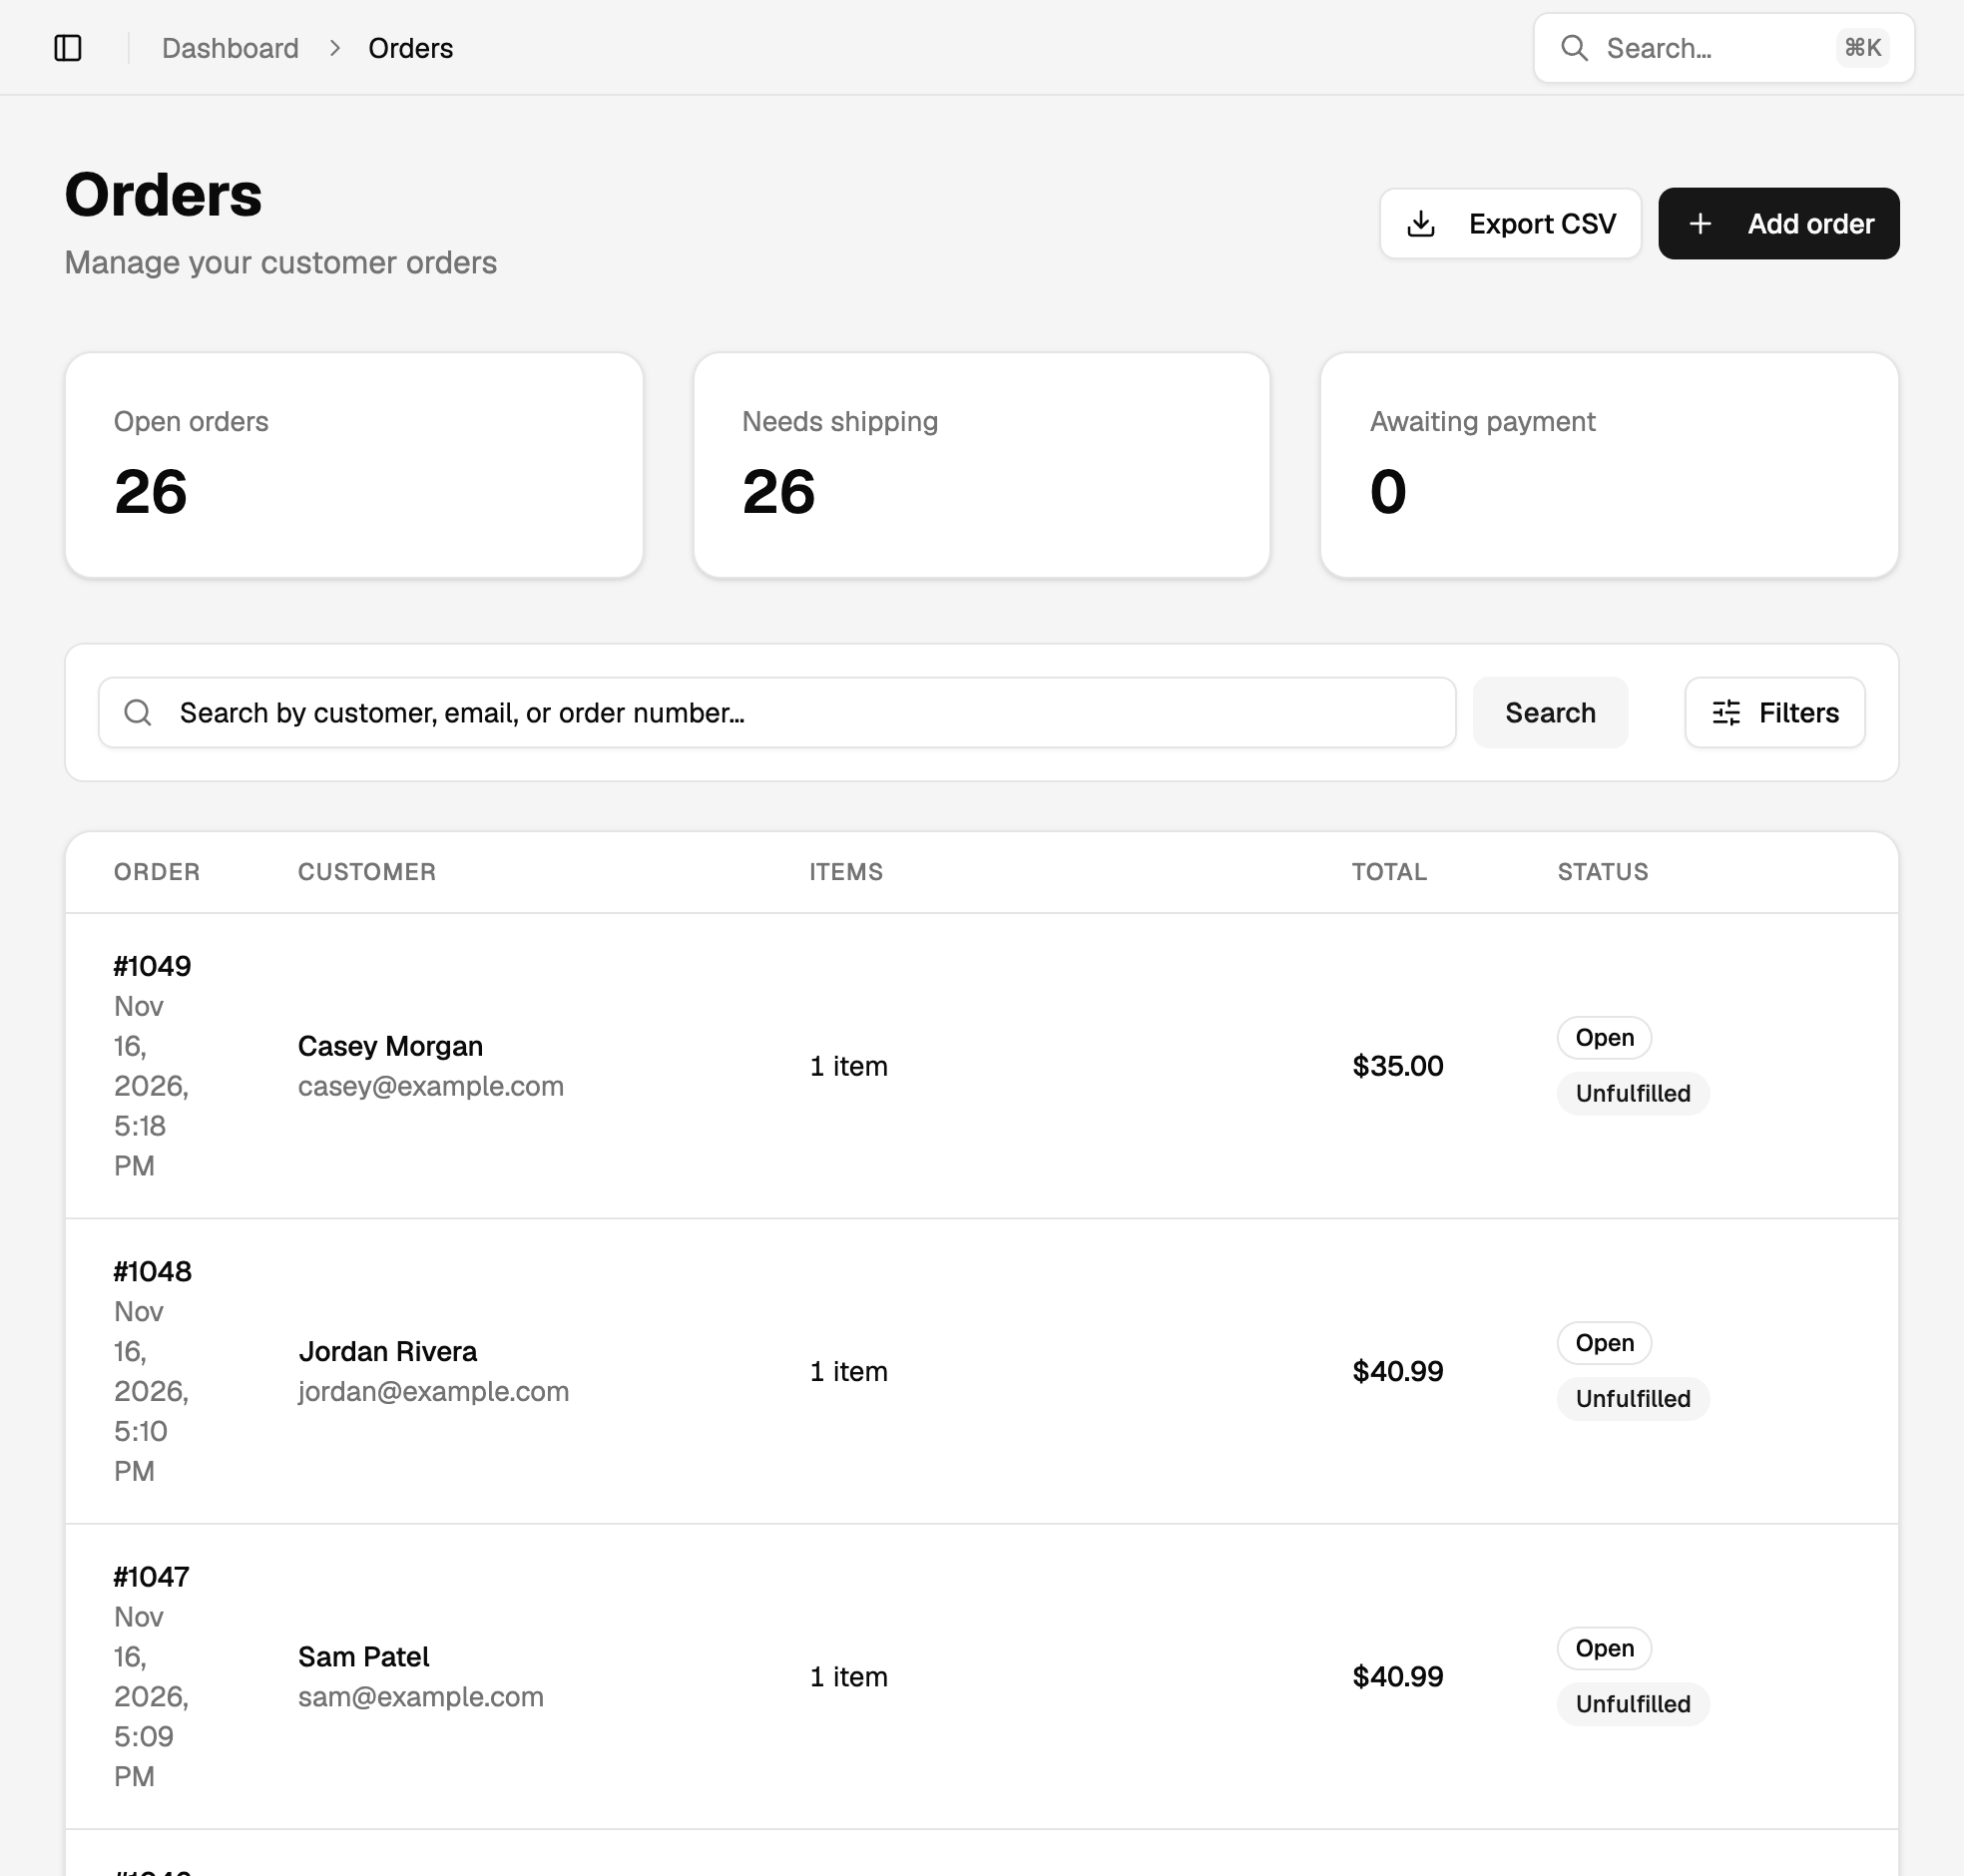 Dashboard > Orders
Search... ⌘K
Orders
Manage your customer orders
Export CSV
Add order
Open orders
26
Needs shipping
26
Awaiting payment
0
Search by customer, email, or order number...
Search
Filters
ORDER CUSTOMER ITEMS TOTAL STATUS
#1049
Nov
16,
2026,
5:18
PM
Casey Morgan
casey@example.com
1 item
$35.00
Open
Unfulfilled
#1048
Nov
16,
2026,
5:10
PM
Jordan Rivera
jordan@example.com
1 item
$40.99
Open
Unfulfilled
#1047
Nov
16,
2026,
5:09
PM
Sam Patel
sam@example.com
1 item
$40.99
Open
Unfulfilled